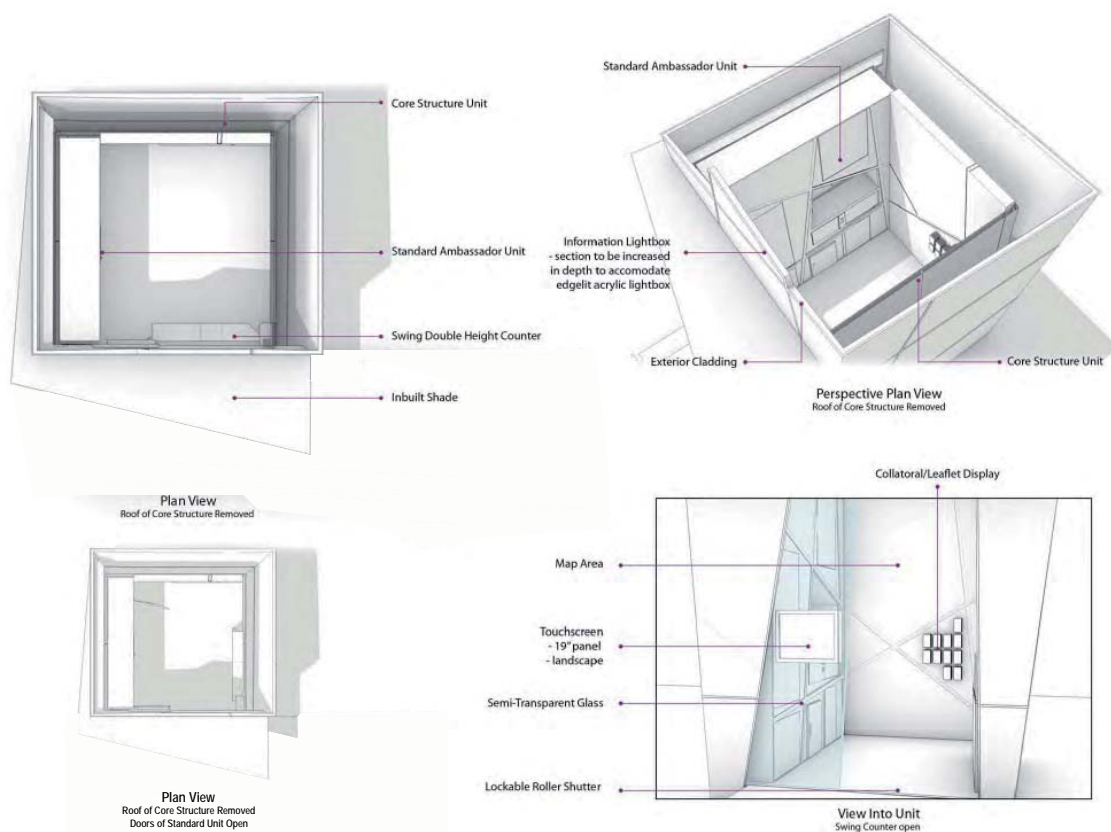 Core Structure Unit
Standard Ambassador Unit
Swing Double Height Counter
Inbuilt Shade
Plan View
Roof of Core Structure Removed
Standard Ambassador Unit
Information Lightbox
- section to be increased
in depth to accomodate
edgelit acrylic lightbox
Exterior Cladding
Core Structure Unit
Perspective Plan View
Roof of Core Structure Removed
Plan View
Roof of Core Structure Removed
Doors of Standard Unit Open
Collatoral/Leaflet Display
Map Area
Touchscreen
- 19" panel
- landscape
Semi-Transparent Glass
Lockable Roller Shutter
View Into Unit
Swing Counter open